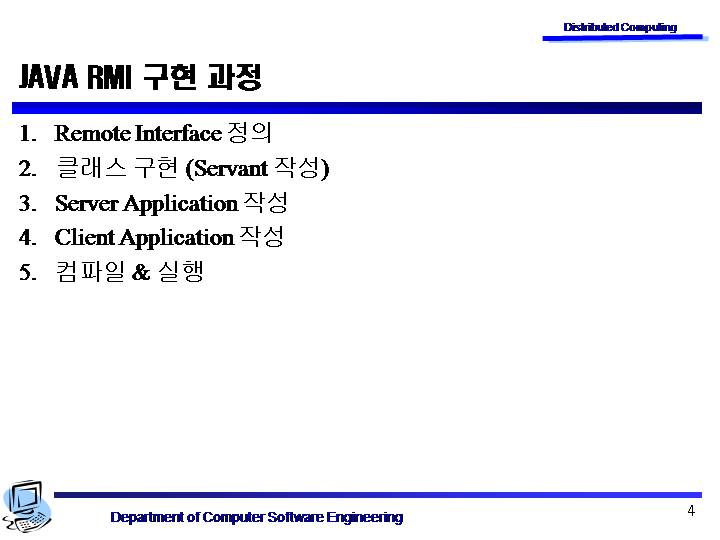 Distributed Computing
JAVA RMI 구현 과정
1. Remote Interface 정의
2. 클래스 구현 (Servant 작성)
3. Server Application 작성
4. Client Application 작성
5. 컴파일 & 실행
Department of Computer Software Engineering
4